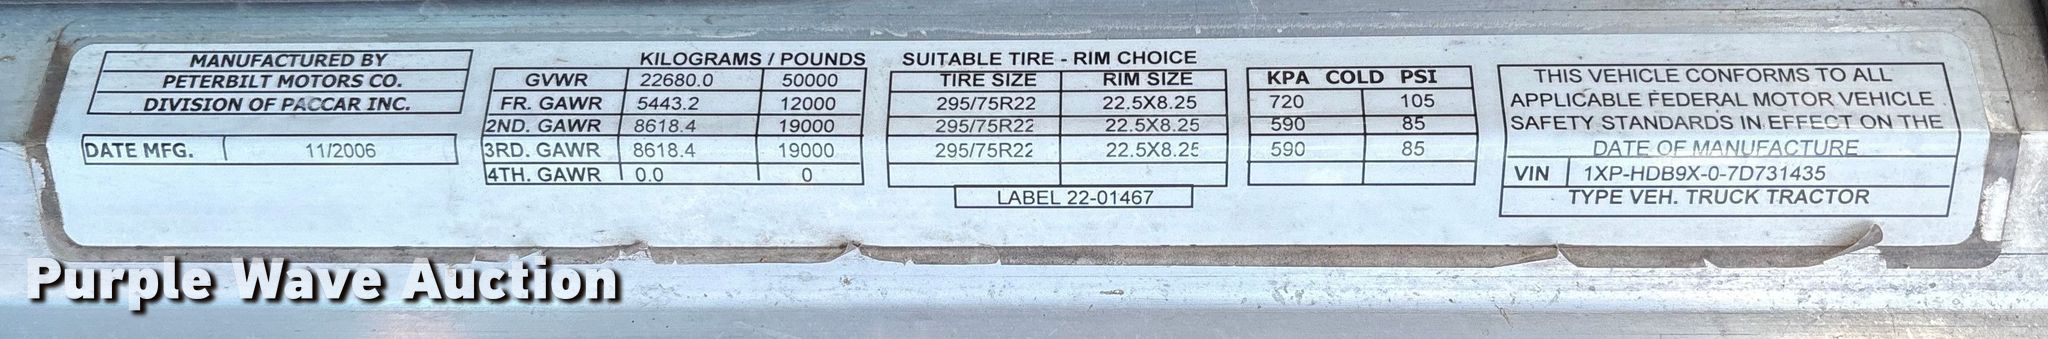 MANUFACTURED BY
PETERBILT MOTORS CO.
DIVISION OF PACCAR INC.
DATE MFG. 11/2006
KILOGRAMS / POUNDS
GVWR 22680.0 50000
FR. GAWR 5443.2 12000
2ND. GAWR 8618.4 19000
3RD. GAWR 8618.4 19000
4TH. GAWR 0.0 0
SUITABLE TIRE - RIM CHOICE
TIRE SIZE RIM SIZE
295/75R22 22.5X8.25
295/75R22 22.5X8.25
295/75R22 22.5X8.25
LABEL 22-01467
KPA COLD PSI
720 105
590 85
590 85
THIS VEHICLE CONFORMS TO ALL
APPLICABLE FEDERAL MOTOR VEHICLE
SAFETY STANDARDS IN EFFECT ON THE
DATE OF MANUFACTURE
VIN 1XP-HDB9X-0-7D731435
TYPE VEH. TRUCK TRACTOR
Purple Wave Auction